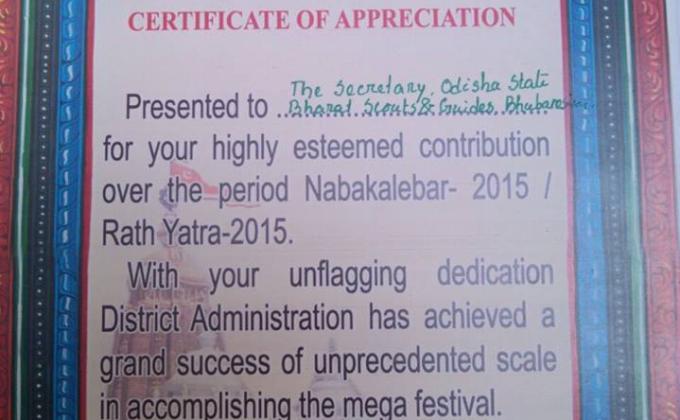 CERTIFICATE OF APPRECIATION
The Secretary, Odisha State
Presented to ..Bharat Scouts & Guides, Bhubaneswar
for your highly esteemed contribution
over the period Nabakalebar- 2015 /
Rath Yatra-2015.
With your unflagging dedication
District Administration has achieved a
grand success of unprecedented scale
in accomplishing the mega festival.